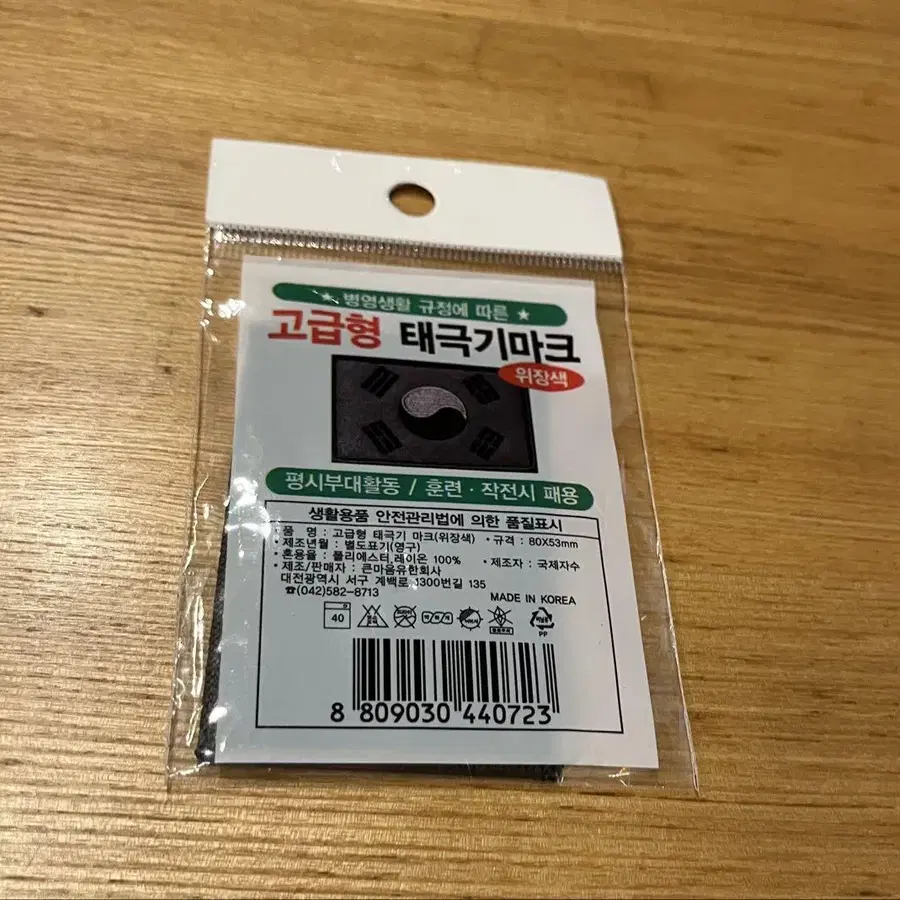 ★ 병영생활 규정에 따른 ★
고급형 태극기마크
위장색
평시부대활동 / 훈련·작전시 패용
생활용품 안전관리법에 의한 품질표시
·품 명 : 고급형 태극기 마크(위장색) ·규격 : 80X53mm
·제조년월 : 별도표기(영구)
·혼용율 : 폴리에스터,레이온 100%
·제조/판매자 : 큰마음유한회사 ·제조자 : 국제자수
대전광역시 서구 계백로 1300번길 135
☎(042)582-8713
MADE IN KOREA
40
PP
8 809030 440723